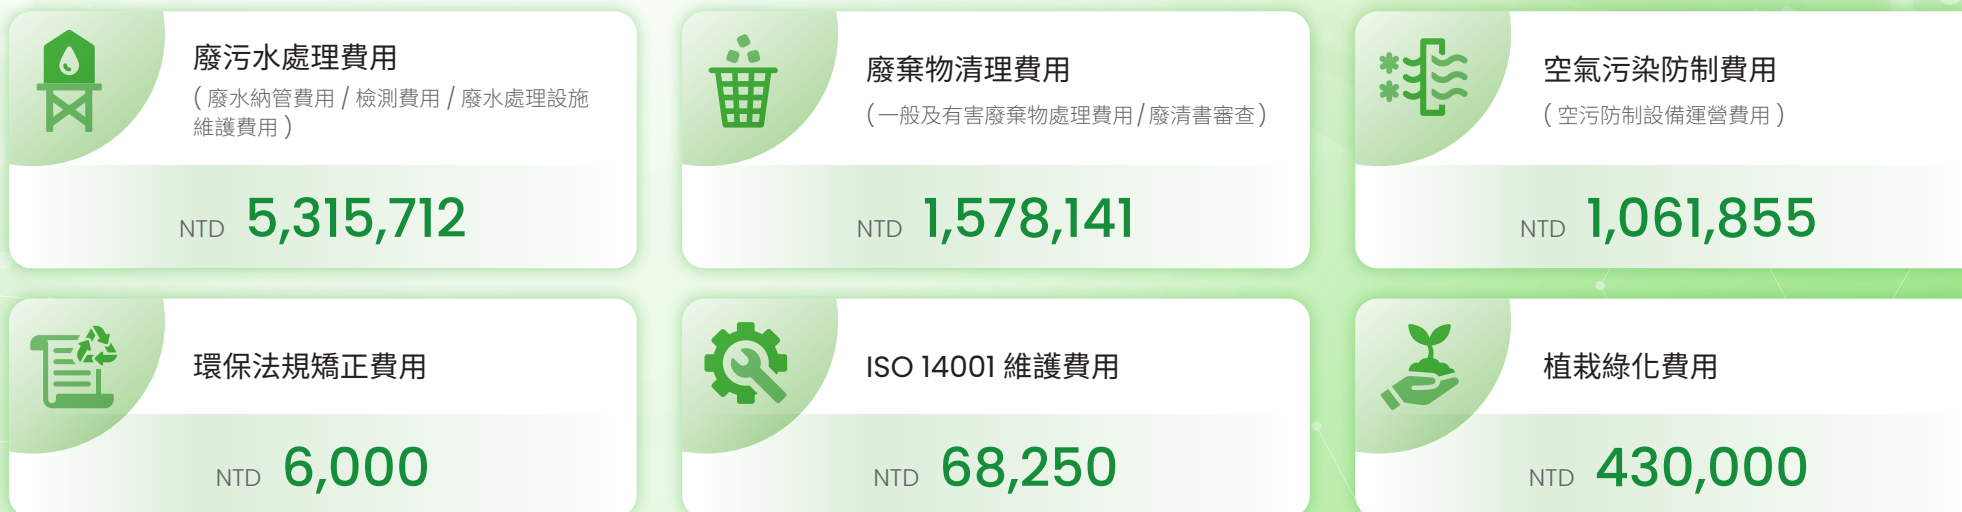 廢污水處理費用
( 廢水納管費用 / 檢測費用 / 廢水處理設施
維護費用 )
NTD 5,315,712
廢棄物清理費用
(一般及有害廢棄物處理費用/廢清書審查)
NTD 1,578,141
空氣污染防制費用
( 空污防制設備運營費用 )
NTD 1,061,855
環保法規矯正費用
NTD 6,000
ISO 14001 維護費用
NTD 68,250
植栽綠化費用
NTD 430,000